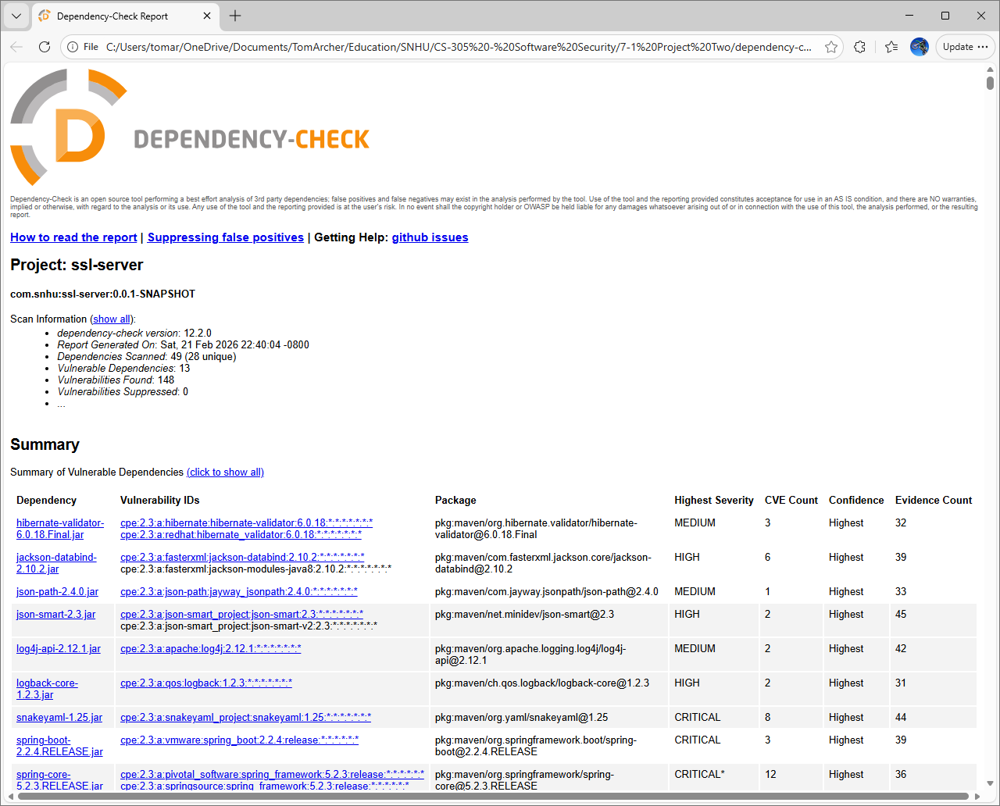 Dependency-Check Report
File C:/Users/tomar/OneDrive/Documents/TomArcher/Education/SNHU/CS-305%20-%20Software%20Security/7-1%20Project%20Two/dependency-c...
Update
D
DEPENDENCY-CHECK
Dependency-Check is an open source tool performing a best effort analysis of 3rd party dependencies; false positives and false negatives may exist in the analysis performed by the tool. Use of the tool and the reporting provided constitutes acceptance for use in an AS IS condition, and there are NO warranties,
implied or otherwise, with regard to the analysis or its use. Any use of the tool and the reporting provided is at the user's risk. In no event shall the copyright holder or OWASP be held liable for any damages whatsoever arising out of or in connection with the use of this tool, the analysis performed, or the resulting
report.
How to read the report | Suppressing false positives | Getting Help: github issues
Project: ssl-server
com.snhu:ssl-server:0.0.1-SNAPSHOT
Scan Information (show all):
• dependency-check version: 12.2.0
• Report Generated On: Sat, 21 Feb 2026 22:40:04 -0800
• Dependencies Scanned: 49 (28 unique)
• Vulnerable Dependencies: 13
• Vulnerabilities Found: 148
• Vulnerabilities Suppressed: 0
• ...
Summary
Summary of Vulnerable Dependencies (click to show all)
Dependency Vulnerability IDs Package Highest Severity CVE Count Confidence Evidence Count
hibernate-validator- cpe:2.3:a:hibernate:hibernate-validator:6.0.18:*:*:*:*:*:*:* pkg:maven/org.hibernate.validator/hibernate- MEDIUM 3 Highest 32
6.0.18.Final.jar cpe:2.3:a:redhat:hibernate_validator:6.0.18:*:*:*:*:*:*:* validator@6.0.18.Final
jackson-databind- cpe:2.3:a:fasterxml:jackson-databind:2.10.2:*:*:*:*:*:*:* pkg:maven/com.fasterxml.jackson.core/jackson- HIGH 6 Highest 39
2.10.2.jar cpe:2.3:a:fasterxml:jackson-modules-java8:2.10.2:*:*:*:*:*:*:* databind@2.10.2
json-path-2.4.0.jar cpe:2.3:a:json-path:jayway_jsonpath:2.4.0:*:*:*:*:*:*:* pkg:maven/com.jayway.jsonpath/json-path@2.4.0 MEDIUM 1 Highest 33
json-smart-2.3.jar cpe:2.3:a:json-smart_project:json-smart:2.3:*:*:*:*:*:*:* pkg:maven/net.minidev/json-smart@2.3 HIGH 2 Highest 45
cpe:2.3:a:json-smart_project:json-smart-v2:2.3:*:*:*:*:*:*:*
log4j-api-2.12.1.jar cpe:2.3:a:apache:log4j:2.12.1:*:*:*:*:*:*:* pkg:maven/org.apache.logging.log4j/log4j- MEDIUM 2 Highest 42
api@2.12.1
logback-core- cpe:2.3:a:qos:logback:1.2.3:*:*:*:*:*:*:* pkg:maven/ch.qos.logback/logback-core@1.2.3 HIGH 2 Highest 31
1.2.3.jar
snakeyaml-1.25.jar cpe:2.3:a:snakeyaml_project:snakeyaml:1.25:*:*:*:*:*:*:* pkg:maven/org.yaml/snakeyaml@1.25 CRITICAL 8 Highest 44
spring-boot- cpe:2.3:a:vmware:spring_boot:2.2.4:release:*:*:*:*:*:* pkg:maven/org.springframework.boot/spring- CRITICAL 3 Highest 39
2.2.4.RELEASE.jar boot@2.2.4.RELEASE
spring-core- cpe:2.3:a:pivotal_software:spring_framework:5.2.3:release:*:*:*:*:*:* pkg:maven/org.springframework/spring- CRITICAL* 12 Highest 36
5.2.3.RELEASE.jar cpe:2.3:a:springsource:spring_framework:5.2.3:release:*:*:*:*:*:* core@5.2.3.RELEASE